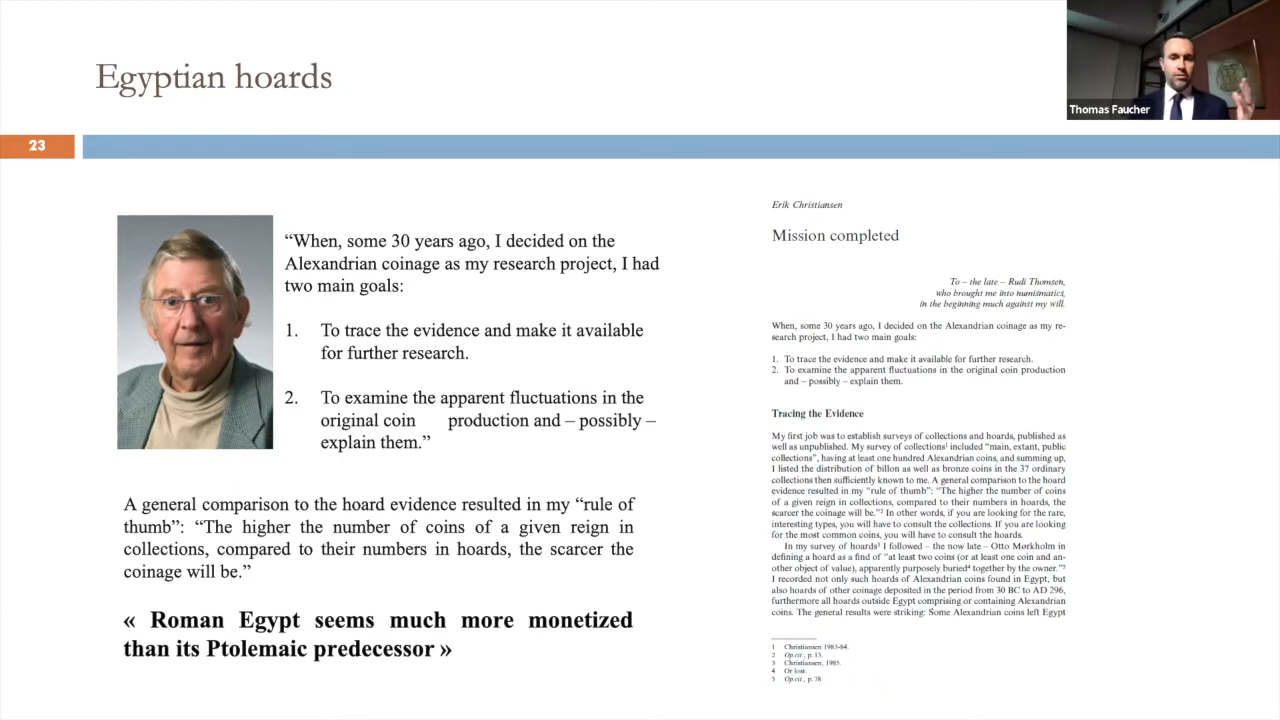 Egyptian hoards
Thomas Faucher
23
“When, some 30 years ago, I decided on the
Alexandrian coinage as my research project, I had
two main goals:
1. To trace the evidence and make it available
for further research.
2. To examine the apparent fluctuations in the
original coin production and – possibly –
explain them.”
A general comparison to the hoard evidence resulted in my “rule of
thumb”: “The higher the number of coins of a given reign in
collections, compared to their numbers in hoards, the scarcer the
coinage will be.”
« Roman Egypt seems much more monetized
than its Ptolemaic predecessor »
Erik Christiansen
Mission completed
To – the late – Rudi Thomsen,
who brought me into numismatics,
in the beginning much against my will.
When, some 30 years ago, I decided on the Alexandrian coinage as my re-
search project, I had two main goals:
1. To trace the evidence and make it available for further research.
2. To examine the apparent fluctuations in the original coin production
and – possibly – explain them.
Tracing the Evidence
My first job was to establish surveys of collections and hoards, published as
well as unpublished. My survey of collections¹ included “main, extant, public
collections”, having at least one hundred Alexandrian coins, and summing up,
I listed the distribution of billon as well as bronze coins in the 37 ordinary
collections then sufficiently known to me. A general comparison to the hoard
evidence resulted in my “rule of thumb”: “The higher the number of coins
of a given reign in collections, compared to their numbers in hoards, the
scarcer the coinage will be.”² In other words, if you are looking for the rare,
interesting types, you will have to consult the collections. If you are looking
for the most common coins, you will have to consult the hoards.
In my survey of hoards³ I followed – the now late – Otto Mørkholm in
defining a hoard as a find of “at least two coins (or at least one coin and an-
other object of value), apparently purposely buried⁴ together by the owner.”⁵
I recorded not only such hoards of Alexandrian coins found in Egypt, but
also hoards of other coinage deposited in the period from 30 BC to AD 296,
furthermore all hoards outside Egypt comprising or containing Alexandrian
coins. The general results were striking: Some Alexandrian coins left Egypt
1 Christiansen 1983-84.
2 Op.cit., p. 13.
3 Christiansen, 1985.
4 Or lost.
5 Op.cit., p. 78